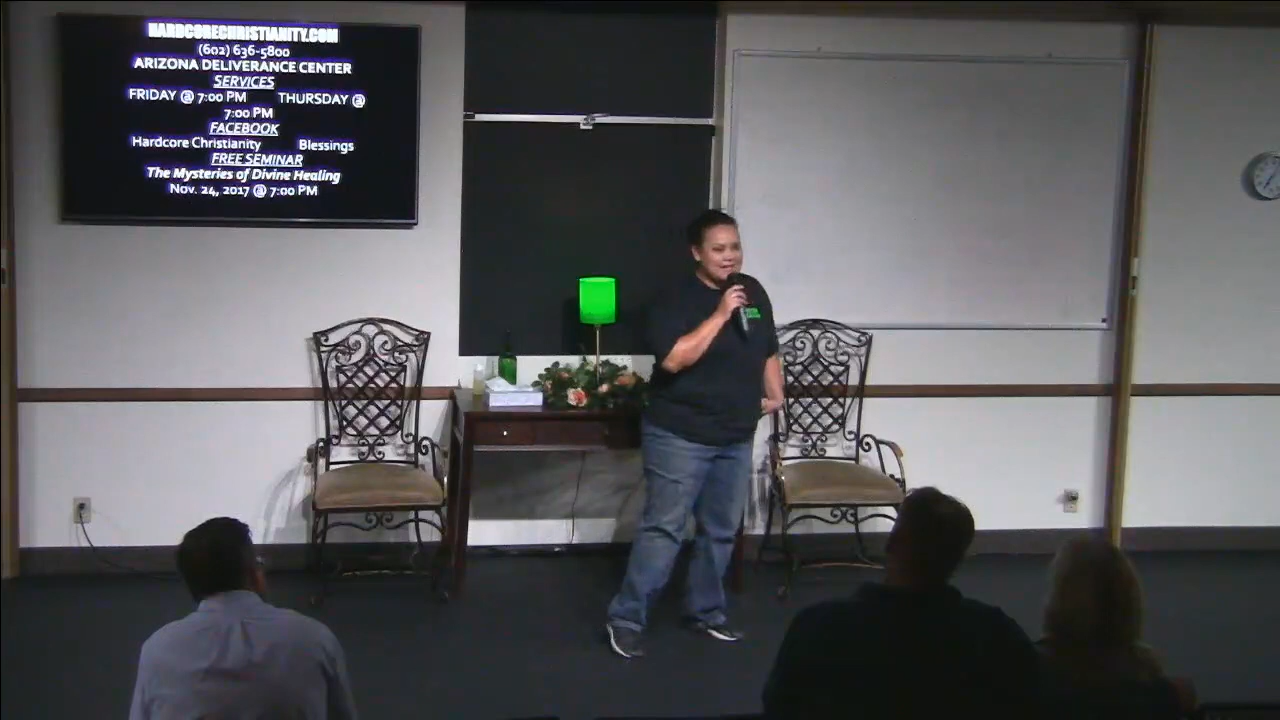 HARDCORECHRISTIANITY.COM
(602) 636-5800
ARIZONA DELIVERANCE CENTER
SERVICES
FRIDAY @ 7:00 PM THURSDAY @
7:00 PM
FACEBOOK
Hardcore Christianity Blessings
FREE SEMINAR
The Mysteries of Divine Healing
Nov. 24, 2017 @ 7:00 PM